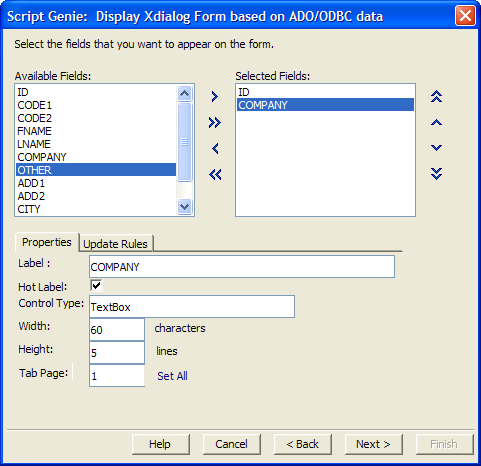 Script Genie:  Display Xdialog Form based on ADO/ODBC data
Select the fields that you want to appear on the form.
Available Fields:
ID
CODE1
CODE2
FNAME
LNAME
COMPANY
OTHER
ADD1
ADD2
CITY
Selected Fields:
ID
COMPANY
Properties
Update Rules
Label :
COMPANY
Hot Label:
Control Type:
TextBox
Width:
60
characters
Height:
5
lines
Tab Page:
1
Set All
Help
Cancel
< Back
Next >
Finish